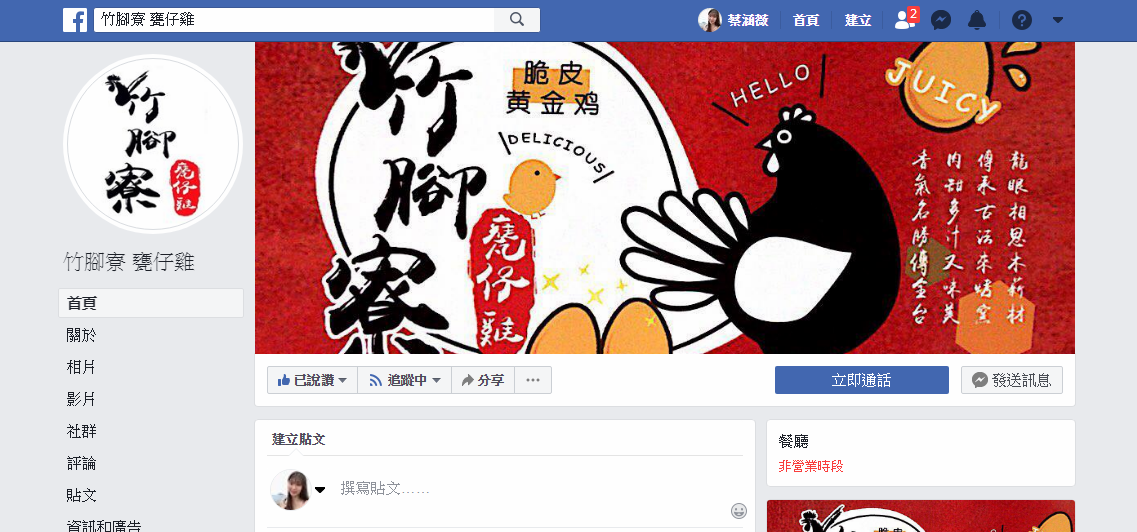 竹腳寮 甕仔雞
蔡涵薇
首頁
建立
2
竹
腳
寮
甕仔雞
竹腳寮 甕仔雞
首頁
關於
相片
影片
社群
評論
貼文
資訊和廣告
竹
腳
寮
甕仔雞
脆皮
黄金鸡
DELICIOUS!
HELLO
JUICY
龍眼相思木薪材
傳承古法來烤窯
肉甜多汁又味美
香氣名勝傳全台
已說讚
追蹤中
分享
立即通話
發送訊息
建立貼文
撰寫貼文......
餐廳
非營業時段
竹
脆皮
JUICY